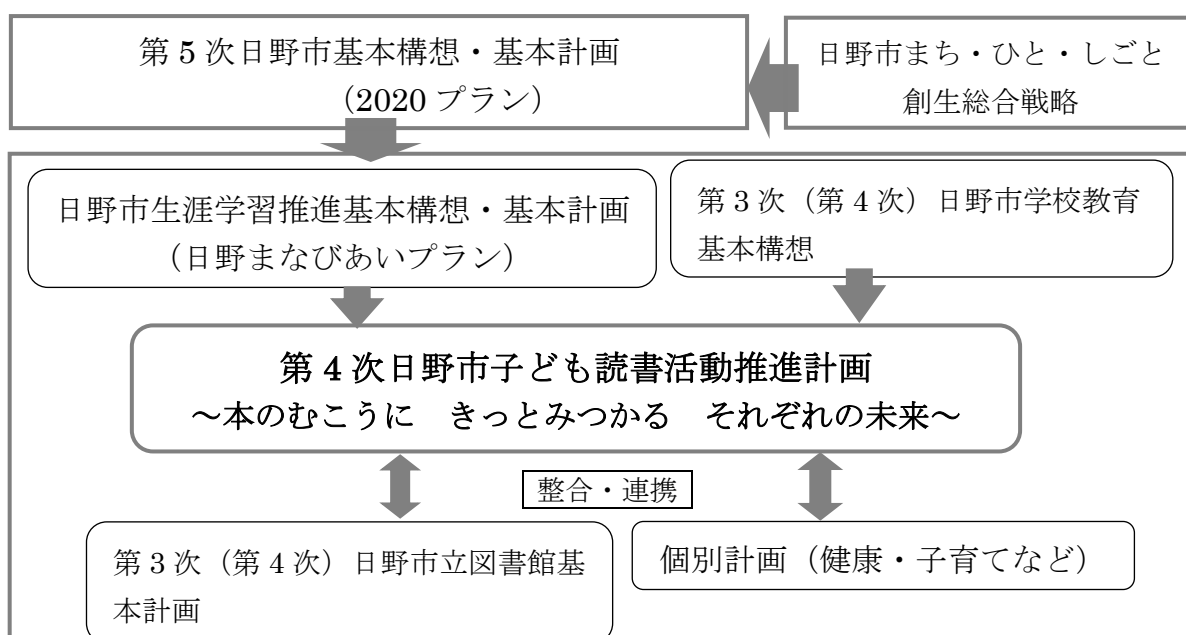 第5次日野市基本構想・基本計画
（2020プラン）
日野市まち・ひと・しごと
創生総合戦略
日野市生涯学習推進基本構想・基本計画
（日野まなびあいプラン）
第3次（第4次）日野市学校教育
基本構想
第4次日野市子ども読書活動推進計画
～本のむこうに　きっとみつかる　それぞれの未来～
整合・連携
第3次（第4次）日野市立図書館基
本計画
個別計画（健康・子育てなど）